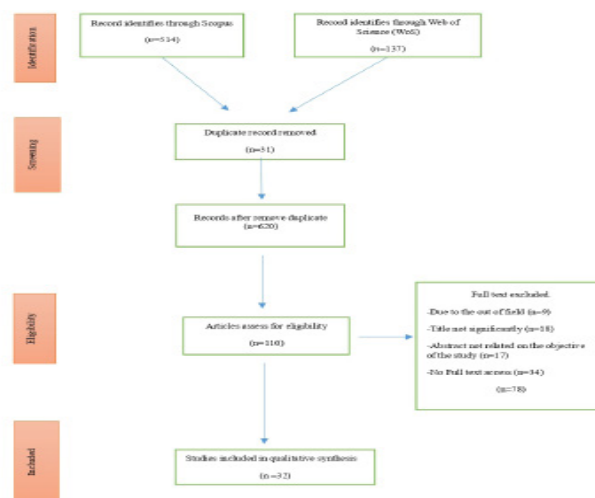 Identification
Record identifies through Scopus
(n=514)
Record identifies through Web of
Science (WoS)
(n=137)
Screening
Duplicate record removed
(n=31)
Records after remove duplicate
(n=620)
Eligibility
Articles assess for eligibility
(n=110)
Full text excluded
-Due to the out of field (n=9)
-Title not significantly (n=18)
-Abstract not related on the objective
of the study (n=17)
-No Full text access (n=34)
(n=78)
Included
Studies included in qualitative synthesis
(n=32)